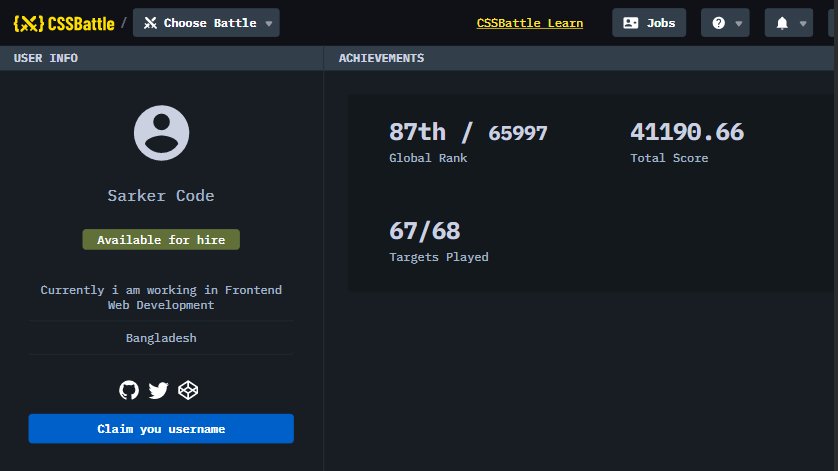 {⚔} CSSBattle / Choose Battle
CSSBattle Learn
Jobs
USER INFO
ACHIEVEMENTS
Sarker Code
Available for hire
Currently i am working in Frontend
Web Development
Bangladesh
Claim you username
87th / 65997
Global Rank
41190.66
Total Score
67/68
Targets Played